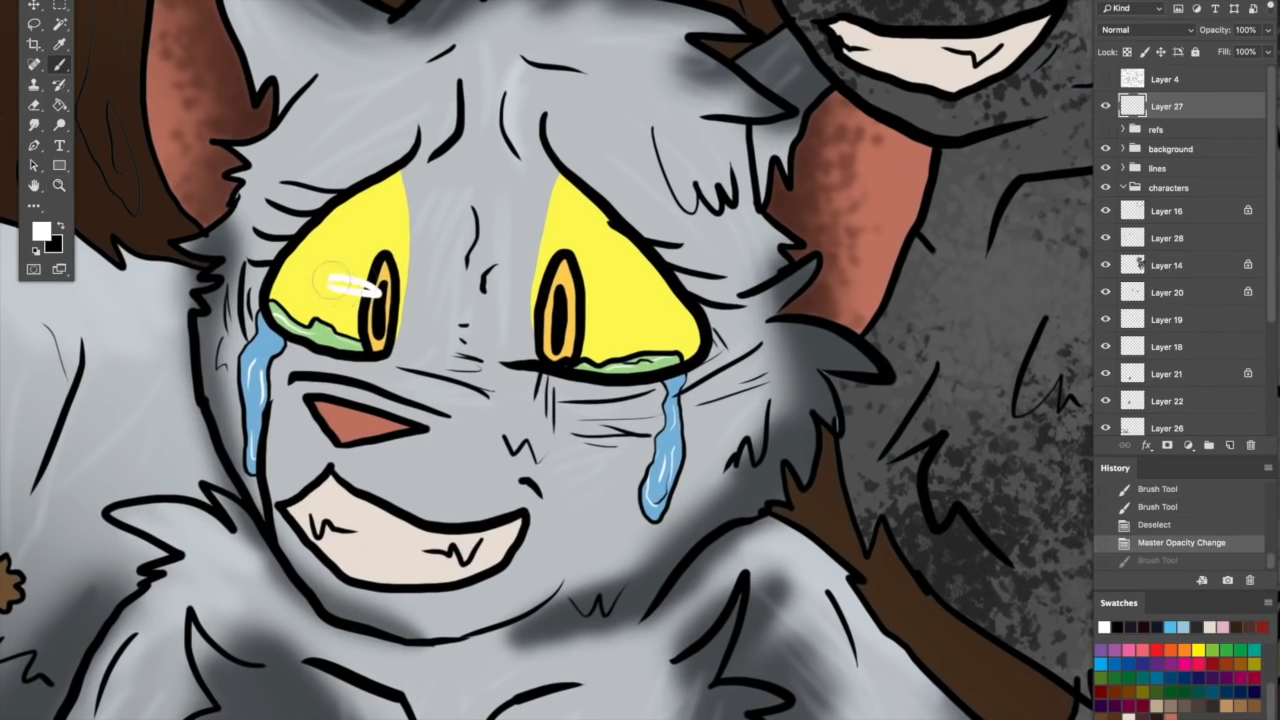 Kind
Normal
Opacity: 100%
Lock:
Fill: 100%
Layer 4
Layer 27
refs
background
lines
characters
Layer 16
Layer 28
Layer 14
Layer 20
Layer 19
Layer 18
Layer 21
Layer 22
Layer 26
fx
History
Brush Tool
Brush Tool
Deselect
Master Opacity Change
Brush Tool
Swatches